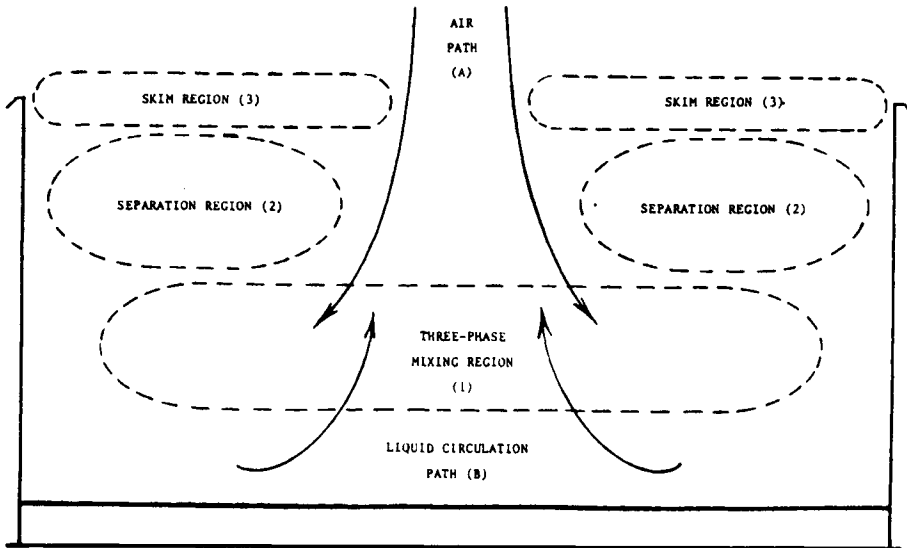 AIR
PATH
(A)
SKIM REGION (3)
SKIM REGION (3)
SEPARATION REGION (2)
SEPARATION REGION (2)
THREE-PHASE
MIXING REGION
(1)
LIQUID CIRCULATION
PATH (B)